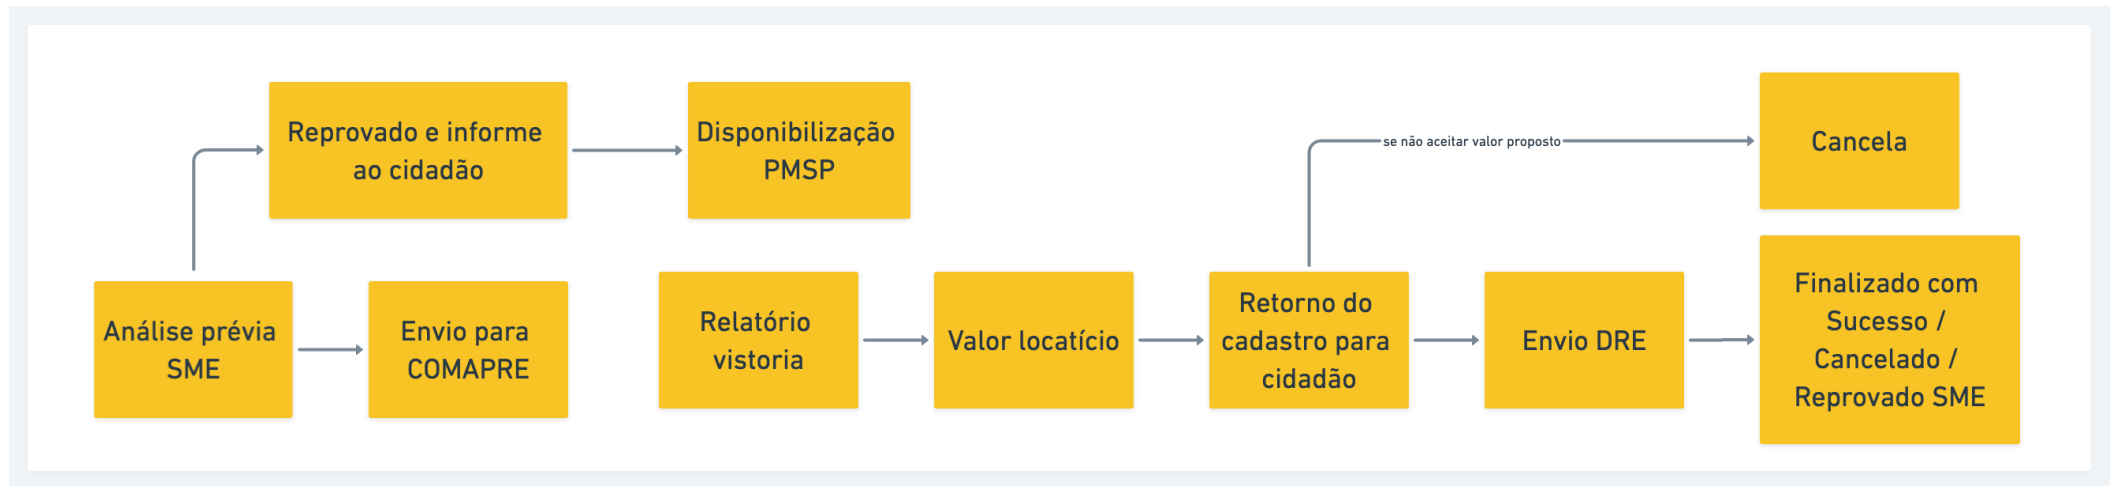 Reprovado e informe
ao cidadão
Disponibilização
PMSP
se não aceitar valor proposto
Cancela
Análise prévia
SME
Envio para
COMAPRE
Relatório
vistoria
Valor locatício
Retorno do
cadastro para
cidadão
Envio DRE
Finalizado com
Sucesso /
Cancelado /
Reprovado SME